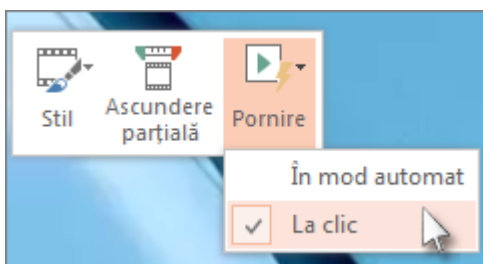 Stil
Ascundere
parțială
Pornire
În mod automat
La clic